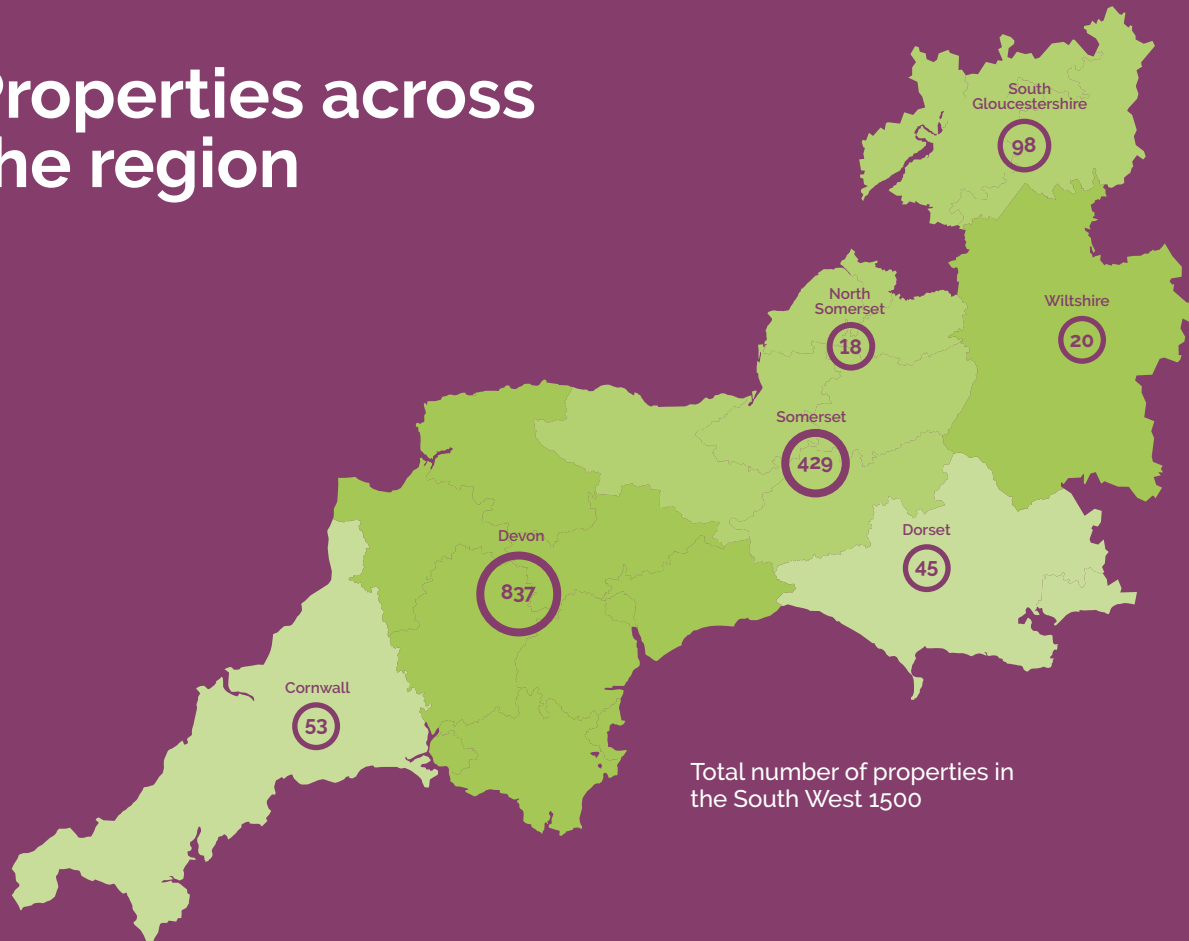 Properties across
the region
South
Gloucestershire
98
North
Somerset
18
Wiltshire
20
Somerset
429
Dorset
45
Devon
837
Cornwall
53
Total number of properties in
the South West 1500